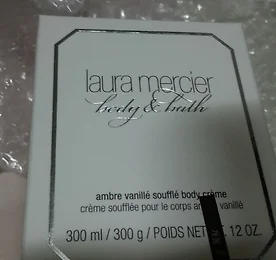 laura mercier
body & bath
ambre vanillé soufflé body crème
crème soufflée pour le corps vanillé
300 ml / 300 g / POIDS NET 12 OZ.